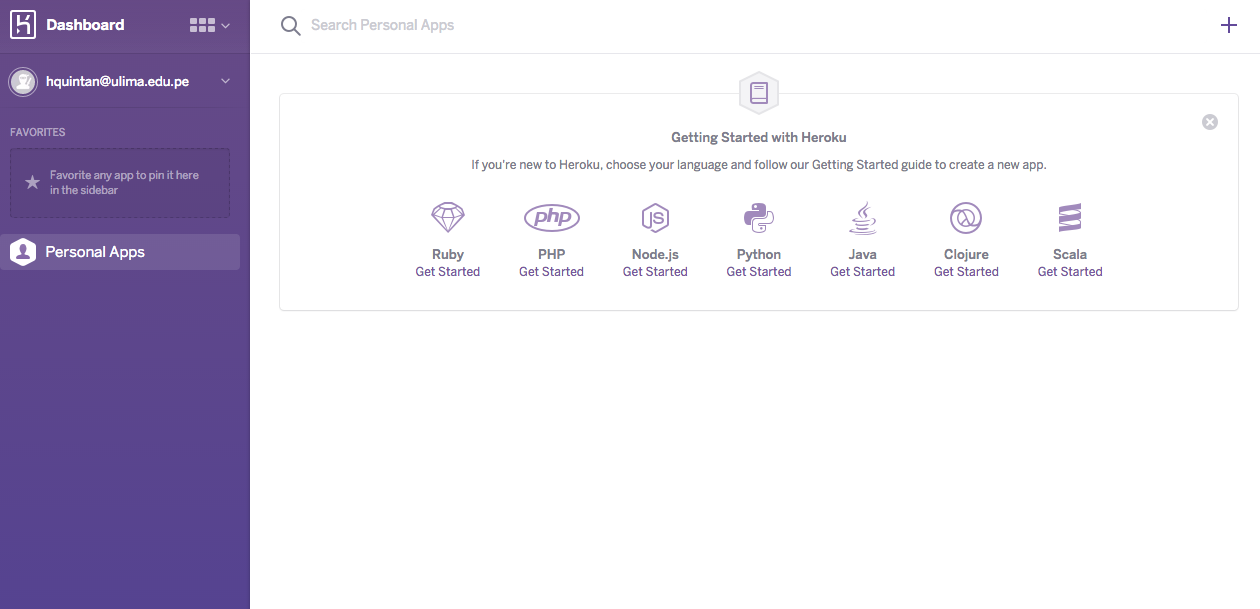 Dashboard
hquintan@ulima.edu.pe
FAVORITES
Favorite any app to pin it here
in the sidebar
Personal Apps
Search Personal Apps
Getting Started with Heroku
If you're new to Heroku, choose your language and follow our Getting Started guide to create a new app.
php
JS
Ruby PHP Node.js Python Java Clojure Scala
Get Started Get Started Get Started Get Started Get Started Get Started Get Started